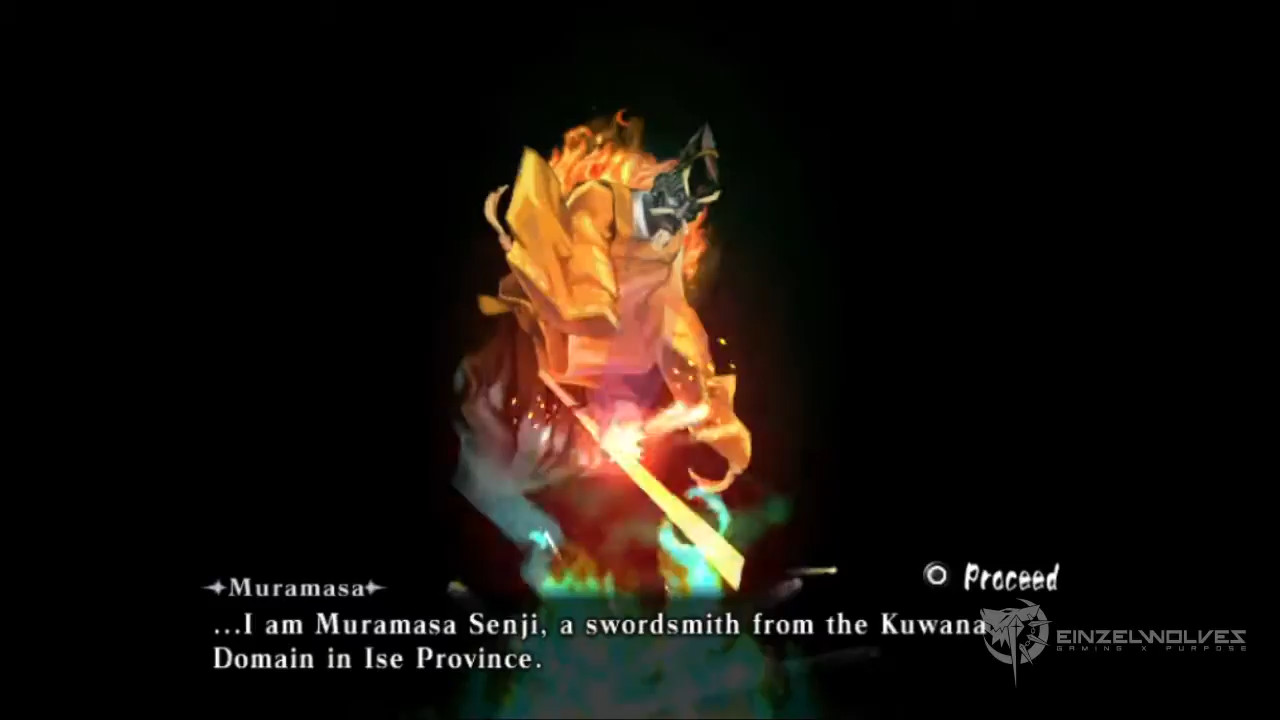 Proceed
Muramasa
...I am Muramasa Senji, a swordsmith from the Kuwana
Domain in Ise Province.
EINZELWOLVES
GAMING X PURPOSE